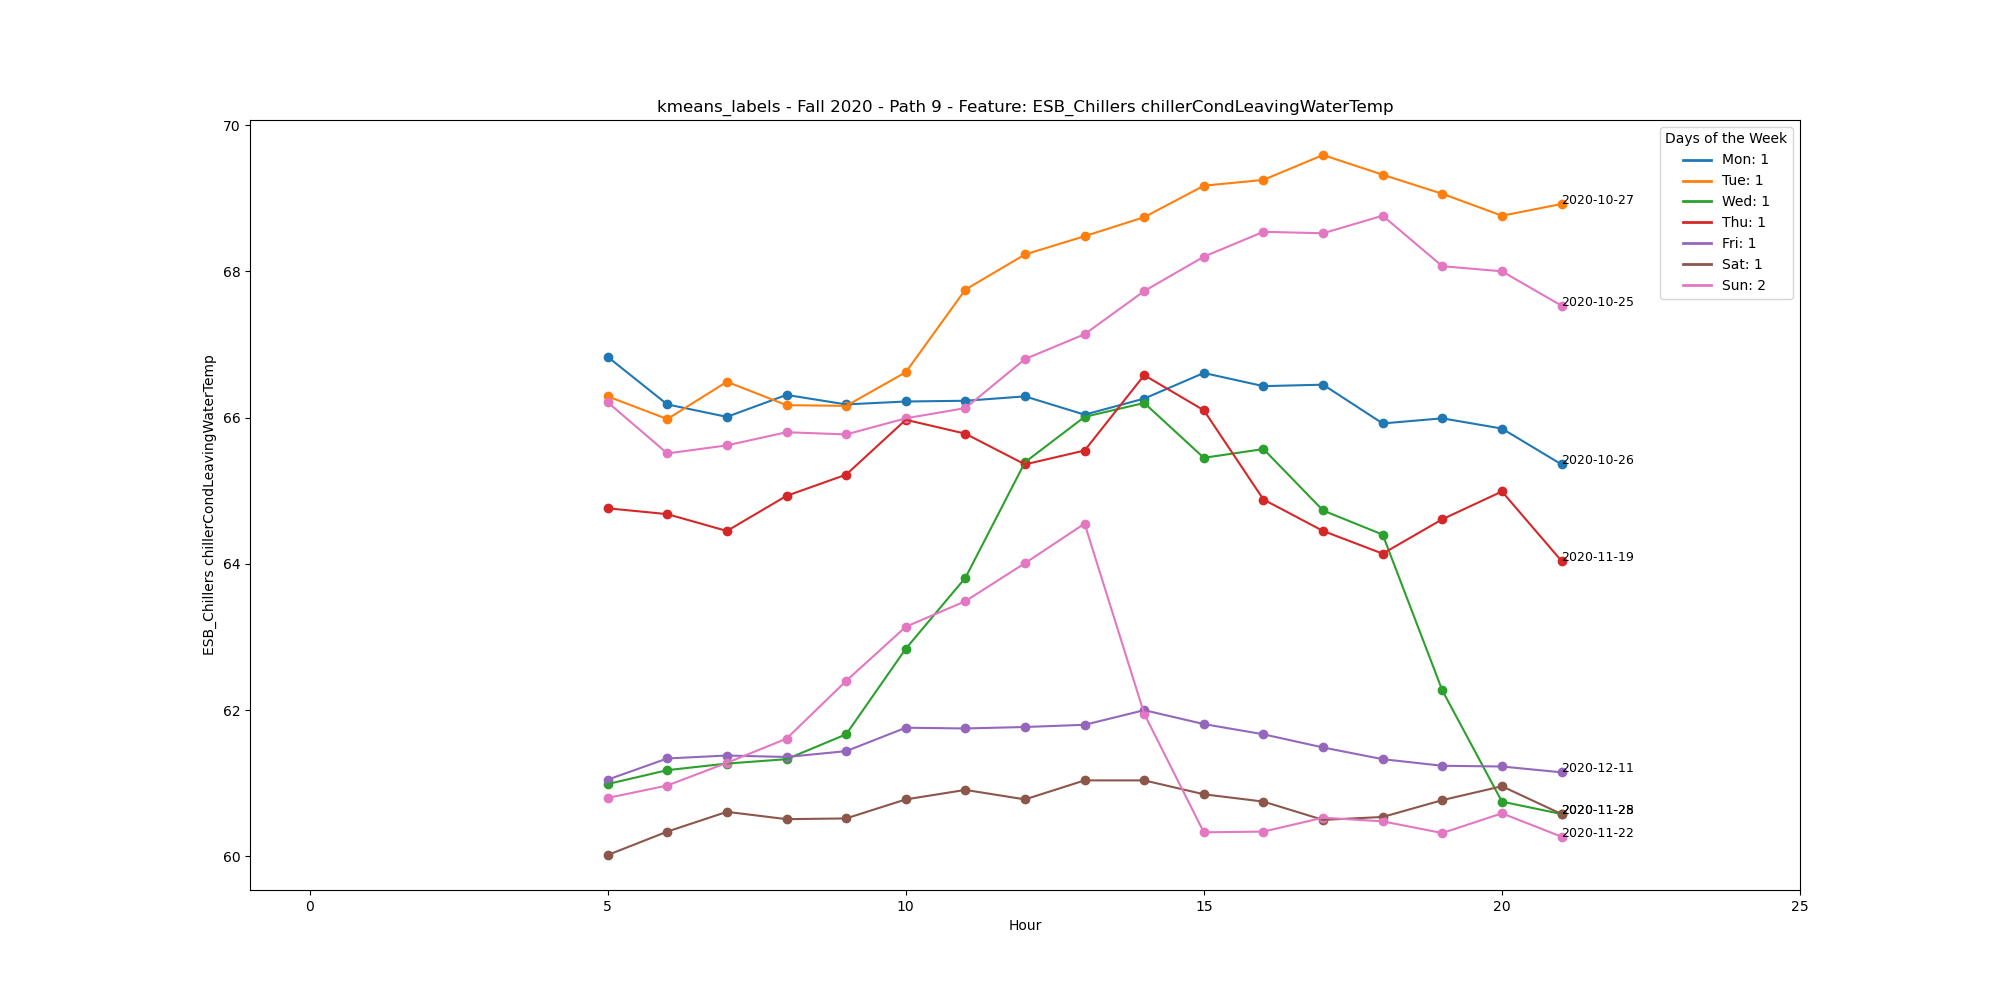 kmeans_labels - Fall 2020 - Path 9 - Feature: ESB_Chillers chillerCondLeavingWaterTemp
70
68
66
64
62
60
ESB_Chillers chillerCondLeavingWaterTemp
Days of the Week
Mon: 1
Tue: 1
Wed: 1
Thu: 1
Fri: 1
Sat: 1
Sun: 2
2020-10-27
2020-10-25
2020-10-26
2020-11-19
2020-12-11
2020-11-22
0
5
10
15
20
25
Hour